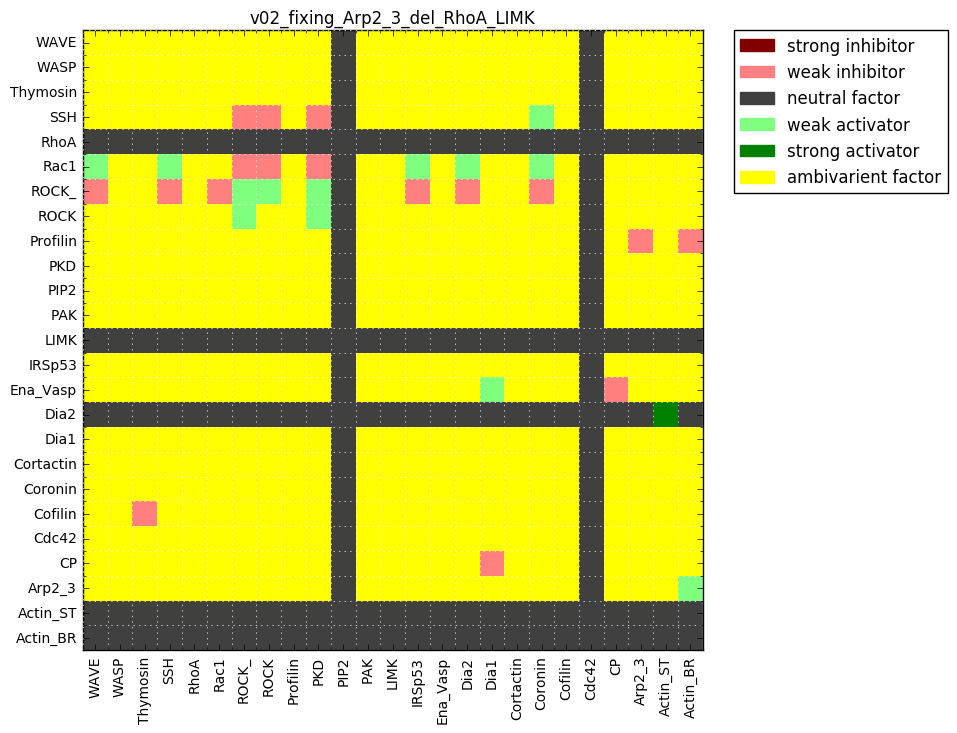 v02_fixing_Arp2_3_del_RhoA_LIMK
strong inhibitor
weak inhibitor
neutral factor
weak activator
strong activator
ambivarient factor
WAVE
WASP
Thymosin
SSH
RhoA
Rac1
ROCK_
ROCK
Profilin
PKD
PIP2
PAK
LIMK
IRSp53
Ena_Vasp
Dia2
Dia1
Cortactin
Coronin
Cofilin
Cdc42
CP
Arp2_3
Actin_ST
Actin_BR
WAVE
WASP
Thymosin
SSH
RhoA
Rac1
ROCK_
ROCK
Profilin
PKD
PIP2
PAK
LIMK
IRSp53
Ena_Vasp
Dia2
Dia1
Cortactin
Coronin
Cofilin
Cdc42
CP
Arp2_3
Actin_ST
Actin_BR